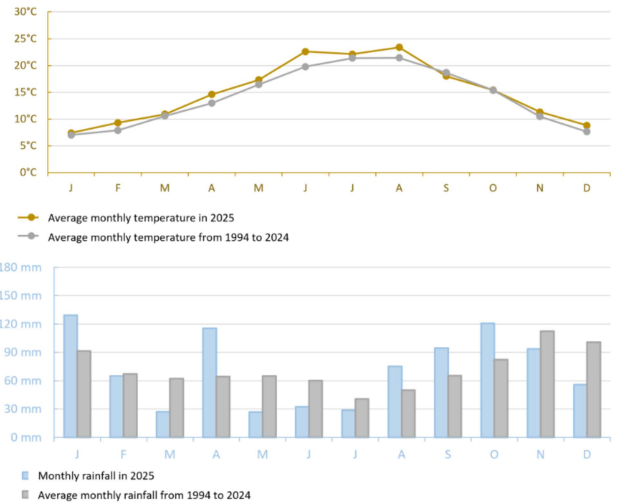 30°C
25°C
20°C
15°C
10°C
5°C
0°C
J F M A M J J A S O N D
Average monthly temperature in 2025
Average monthly temperature from 1994 to 2024
180 mm
150 mm
120 mm
90 mm
60 mm
30 mm
0 mm
J F M A M J J A S O N D
Monthly rainfall in 2025
Average monthly rainfall from 1994 to 2024